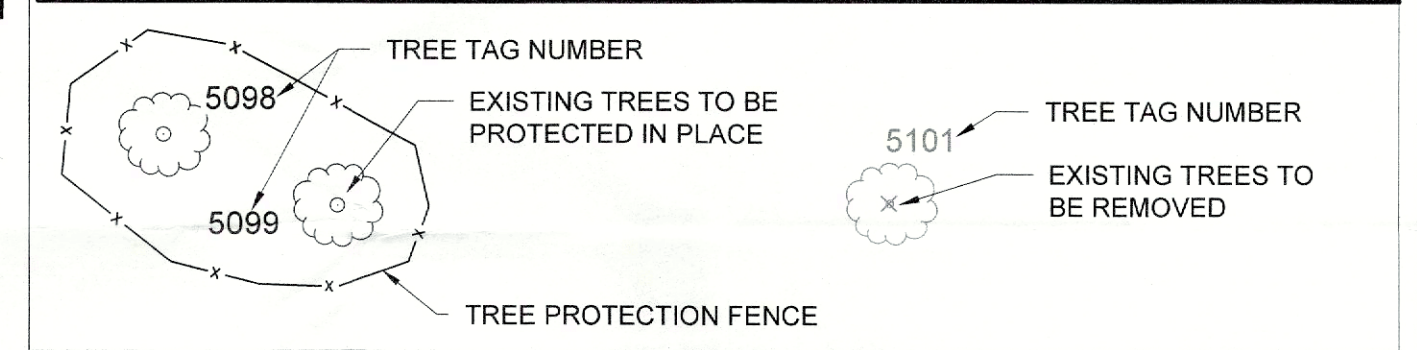 TREE TAG NUMBER
5098
EXISTING TREES TO BE
PROTECTED IN PLACE
5099
TREE PROTECTION FENCE
TREE TAG NUMBER
5101
EXISTING TREES TO
BE REMOVED